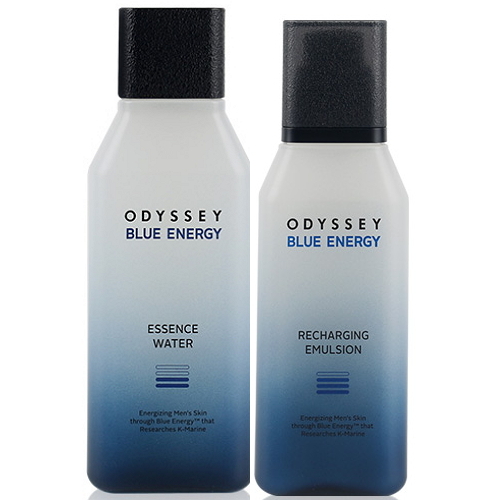 ODYSSEY
BLUE ENERGY
ESSENCE
WATER
Energizing Men's Skin
through Blue Energy™ that
Researches K-Marine
ODYSSEY
BLUE ENERGY
RECHARGING
EMULSION
Energizing Men's Skin
through Blue Energy™ that
Researches K-Marine